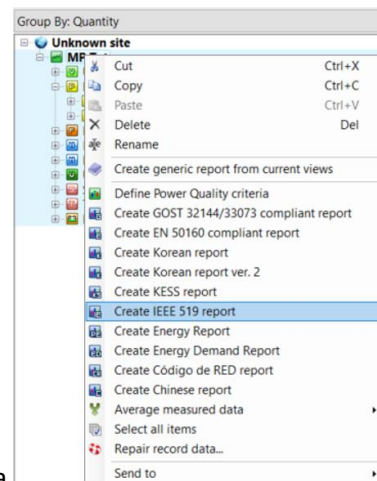 Group By: Quantity
Unknown site
Cut Ctrl+X
Copy Ctrl+C
Paste Ctrl+V
Delete Del
Rename
Create generic report from current views
Define Power Quality criteria
Create GOST 32144/33073 compliant report
Create EN 50160 compliant report
Create Korean report
Create Korean report ver. 2
Create KESS report
Create IEEE 519 report
Create Energy Report
Create Energy Demand Report
Create Código de RED report
Create Chinese report
Average measured data
Select all items
Repair record data...
Send to